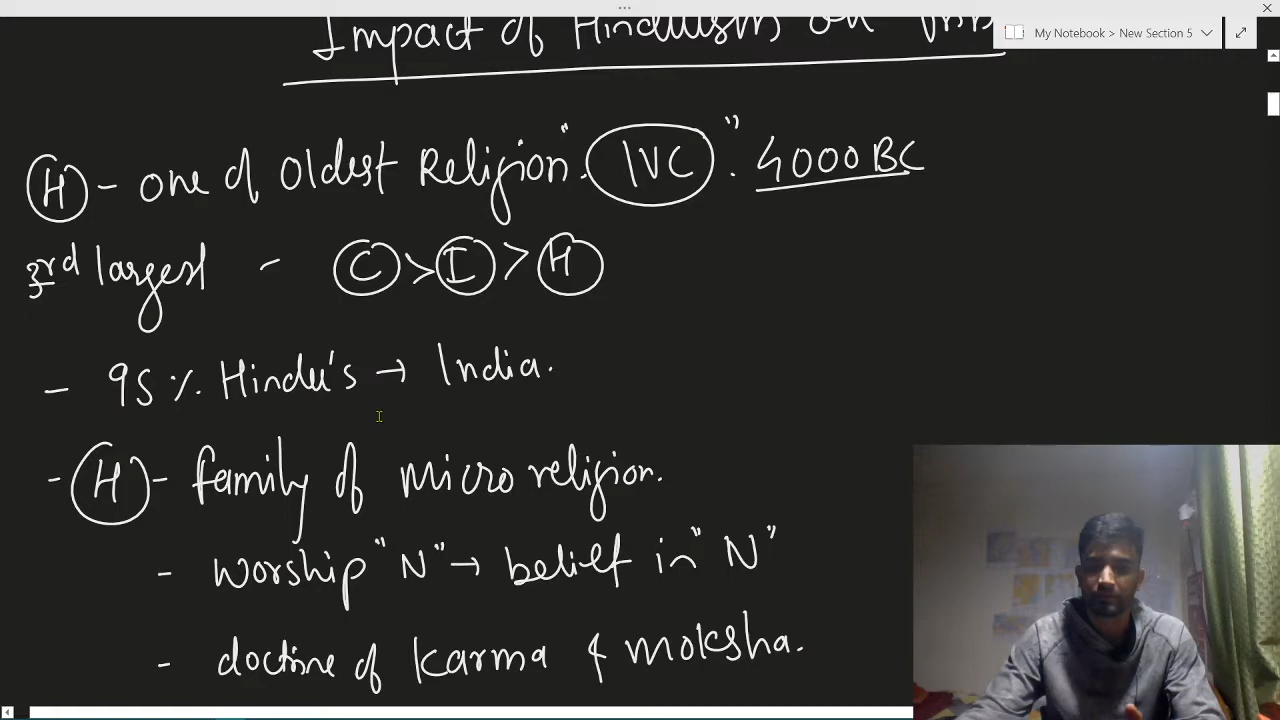 Impact of Hinduism on
My Notebook > New Section 5
(H) - one of Oldest Religion "IVC". 4000 BC
3rd largest - (C) > (I) > (H)
- 95 % Hindu's → India.
- (H) - family of micro religion.
- worship "N" → belief in "N"
- doctrine of karma & moksha.